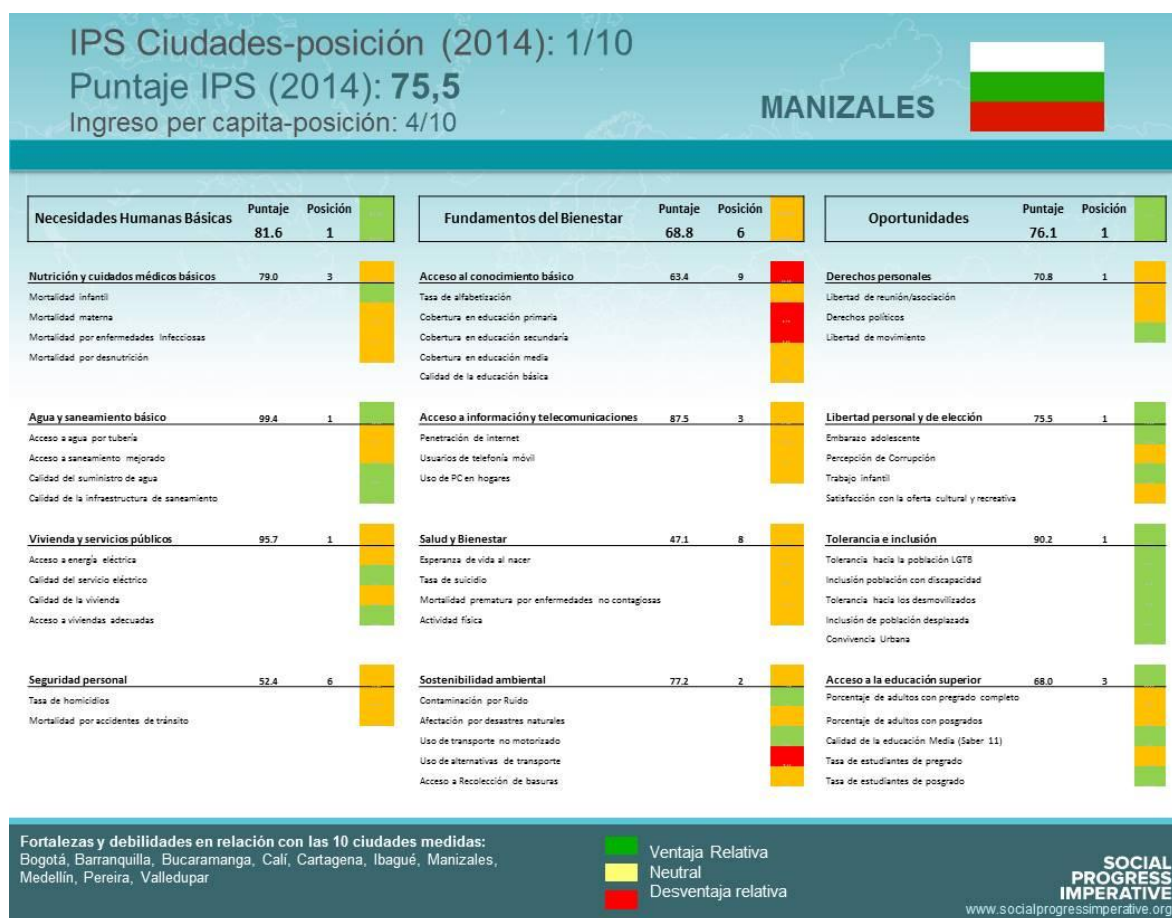 IPS Ciudades-posición (2014): 1/10
Puntaje IPS (2014): 75,5
Ingreso per capita-posición: 4/10
MANIZALES
Necesidades Humanas Básicas Puntaje Posición
81.6 1
Nutrición y cuidados médicos básicos 79.0 3
Mortalidad infantil
Mortalidad materna
Mortalidad por enfermedades Infecciosas
Mortalidad por desnutrición
Agua y saneamiento básico 99.4 1
Acceso a agua por tubería
Acceso a saneamiento mejorado
Calidad del suministro de agua
Calidad de la infraestructura de saneamiento
Vivienda y servicios públicos 95.7 1
Acceso a energía eléctrica
Calidad del servicio eléctrico
Calidad de la vivienda
Acceso a viviendas adecuadas
Seguridad personal 52.4 6
Tasa de homicidios
Mortalidad por accidentes de tránsito
Fundamentos del Bienestar Puntaje Posición
68.8 6
Acceso al conocimiento básico 63.4 9
Tasa de alfabetización
Cobertura en educación primaria
Cobertura en educación secundaría
Cobertura en educación media
Calidad de la educación básica
Acceso a información y telecomunicaciones 87.5 3
Penetración de internet
Usuarios de telefonía móvil
Uso de PC en hogares
Salud y Bienestar 47.1 8
Esperanza de vida al nacer
Tasa de suicidio
Mortalidad prematura por enfermedades no contagiosas
Actividad física
Sostenibilidad ambiental 77.2 2
Contaminación por Ruido
Afectación por desastres naturales
Uso de transporte no motorizado
Uso de alternativas de transporte
Acceso a Recolección de basuras
Oportunidades Puntaje Posición
76.1 1
Derechos personales 70.8 1
Libertad de reunión/asociación
Derechos políticos
Libertad de movimiento
Libertad personal y de elección 75.5 1
Embarazo adolescente
Percepción de Corrupción
Trabajo infantil
Satisfacción con la oferta cultural y recreativa
Tolerancia e inclusión 90.2 1
Tolerancia hacia la población LGTB
Inclusión población con discapacidad
Tolerancia hacia los desmovilizados
Inclusión de población desplazada
Convivencia Urbana
Acceso a la educación superior 68.0 3
Porcentaje de adultos con pregrado completo
Porcentaje de adultos con posgrados
Calidad de la educación Media (Saber 11)
Tasa de estudiantes de pregrado
Tasa de estudiantes de posgrado
Fortalezas y debilidades en relación con las 10 ciudades medidas:
Bogotá, Barranquilla, Bucaramanga, Calí, Cartagena, Ibagué, Manizales,
Medellín, Pereira, Valledupar
Ventaja Relativa
Neutral
Desventaja relativa
SOCIAL
PROGRESS
IMPERATIVE
www.socialprogressimperative.org